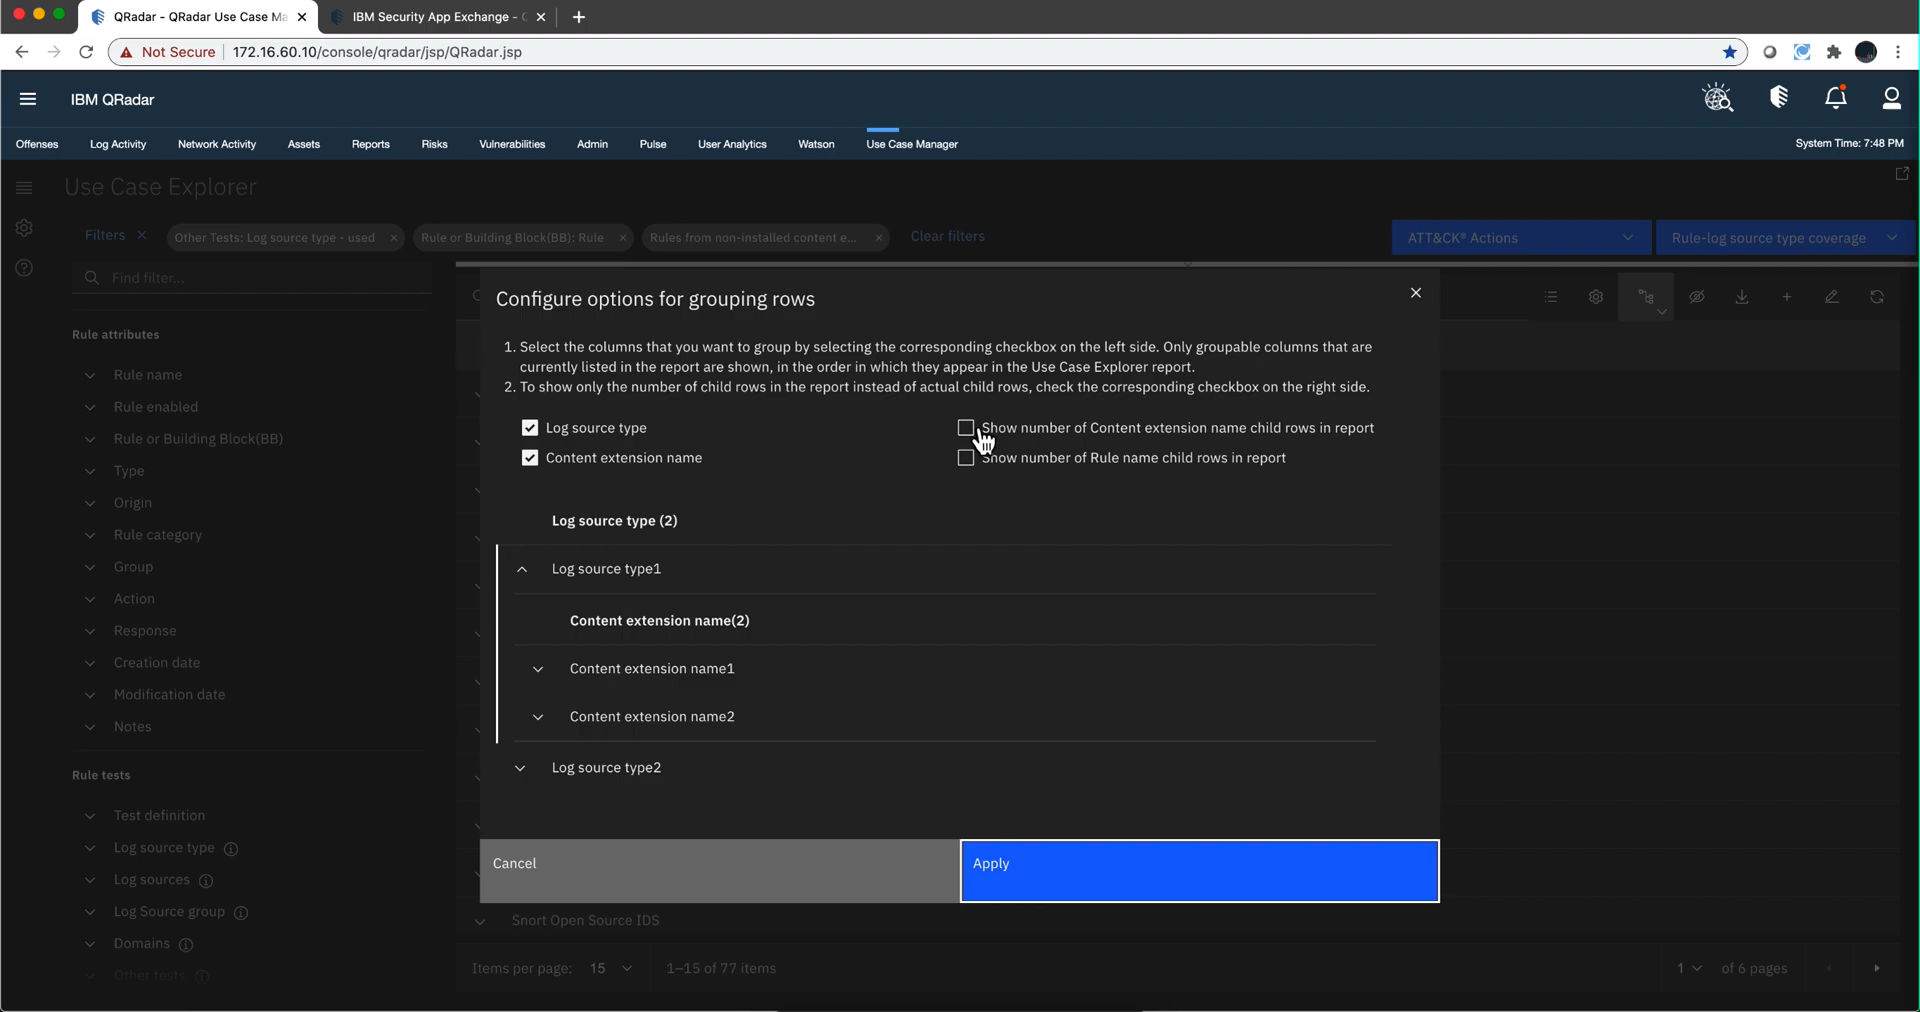 QRadar - QRadar Use Case Ma
IBM Security App Exchange -
Not Secure
172.16.60.10/console/qradar/jsp/QRadar.jsp
IBM QRadar
Offenses
Log Activity
Network Activity
Assets
Reports
Risks
Vulnerabilities
Admin
Pulse
User Analytics
Watson
Use Case Manager
System Time: 7:48 PM
Use Case Explorer
Filters
Other Tests: Log source type - used
Rule or Building Block(BB): Rule
Rules from non-installed content e...
Clear filters
ATT&CK® Actions
Rule-log source type coverage
Find filter...
Rule attributes
Rule name
Rule enabled
Rule or Building Block(BB)
Type
Origin
Rule category
Group
Action
Response
Creation date
Modification date
Notes
Rule tests
Test definition
Log source type
Log sources
Log Source group
Domains
Other tests
Configure options for grouping rows
1. Select the columns that you want to group by selecting the corresponding checkbox on the left side. Only groupable columns that are
currently listed in the report are shown, in the order in which they appear in the Use Case Explorer report.
2. To show only the number of child rows in the report instead of actual child rows, check the corresponding checkbox on the right side.
Log source type
Show number of Content extension name child rows in report
Content extension name
Show number of Rule name child rows in report
Log source type (2)
Log source type1
Content extension name(2)
Content extension name1
Content extension name2
Log source type2
Cancel
Apply
Snort Open Source IDS
Items per page: 15
1–15 of 77 items
1
of 6 pages